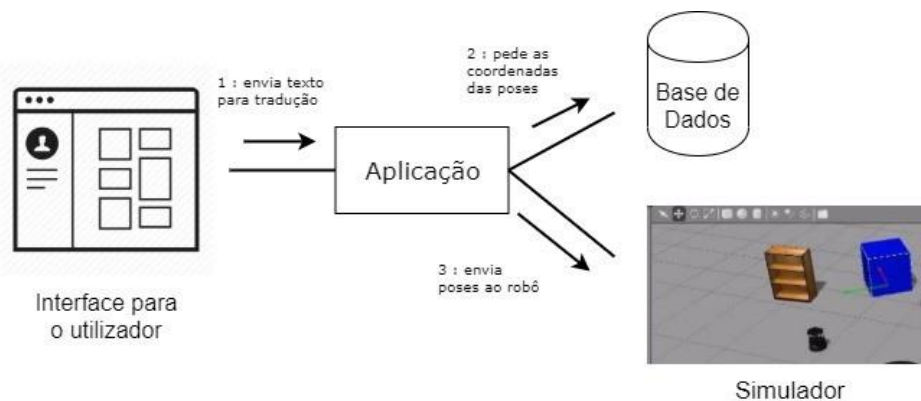 1 : envia texto
para tradução
2 : pede as
coordenadas
das poses
Base de
Dados
Aplicação
3 : envia
poses ao robô
Interface para
o utilizador
Simulador